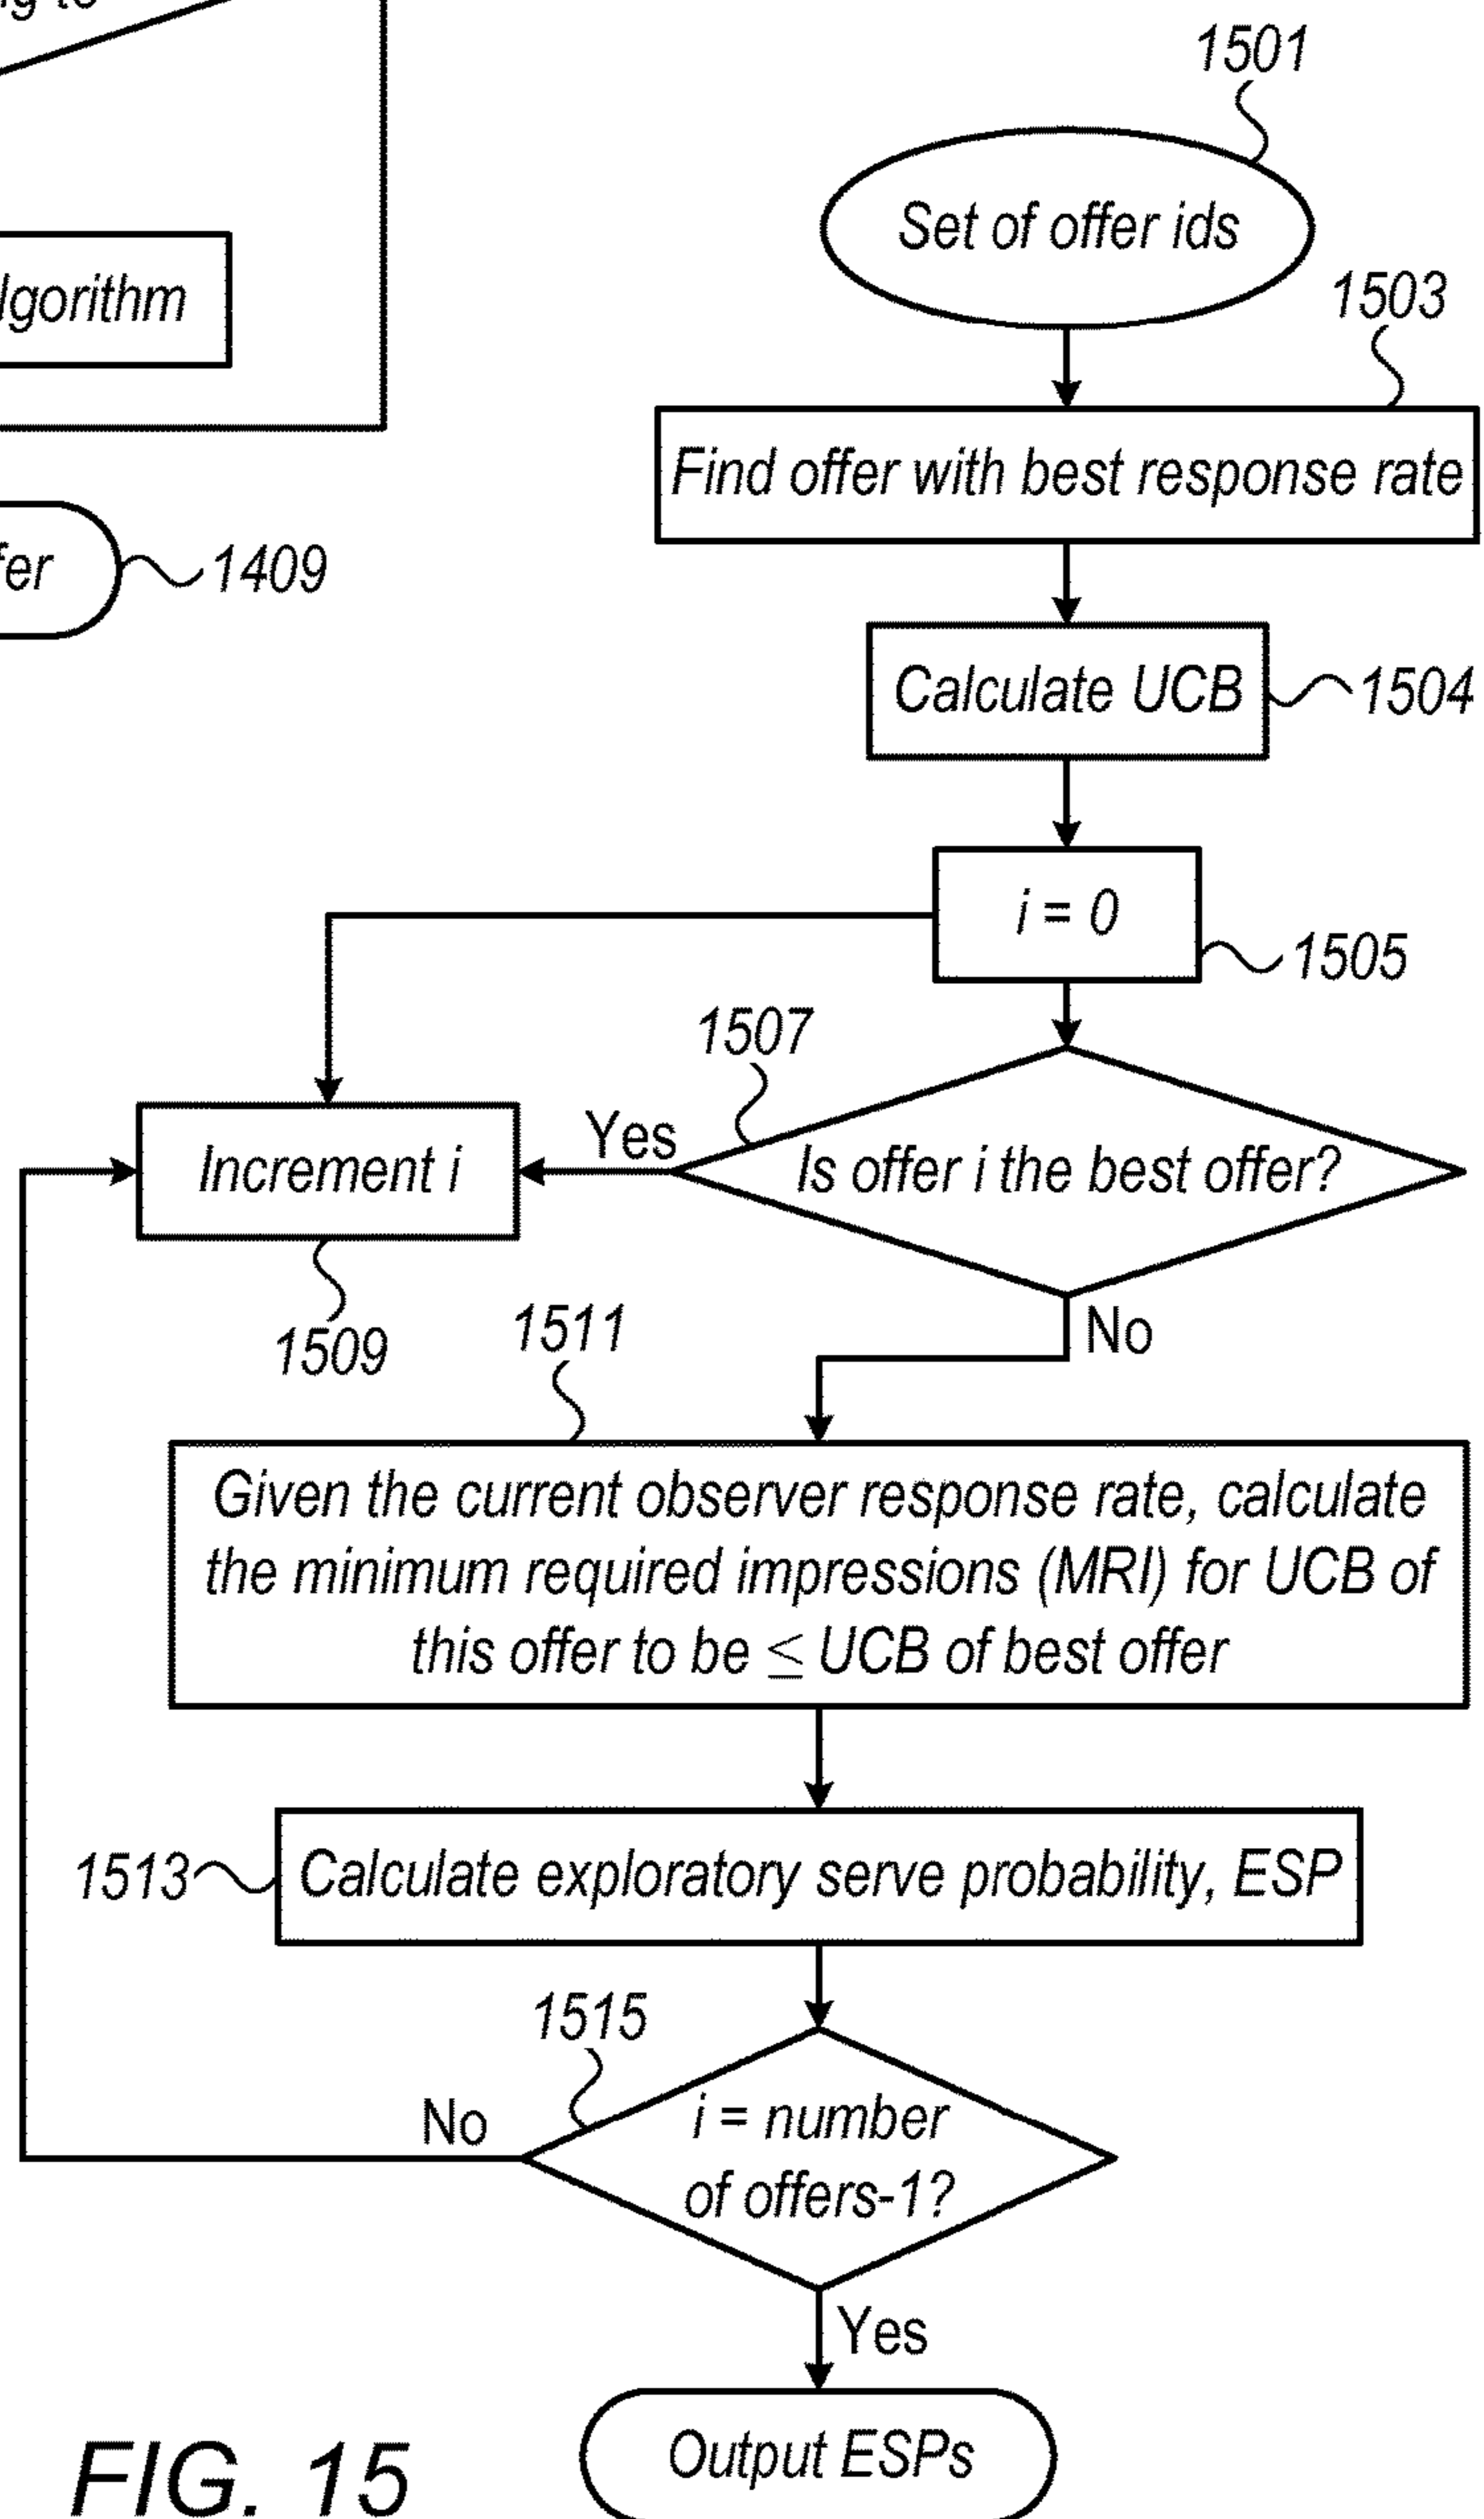 1501
Set of offer ids
1503
Find offer with best response rate
Calculate UCB
1504
i = 0
1505
1507
Is offer i the best offer?
Yes
Increment i
1509
No
1511
Given the current observer response rate, calculate
the minimum required impressions (MRI) for UCB of
this offer to be ≤ UCB of best offer
1513
Calculate exploratory serve probability, ESP
1515
i = number
of offers-1?
No
Yes
Output ESPs
FIG. 15
1409